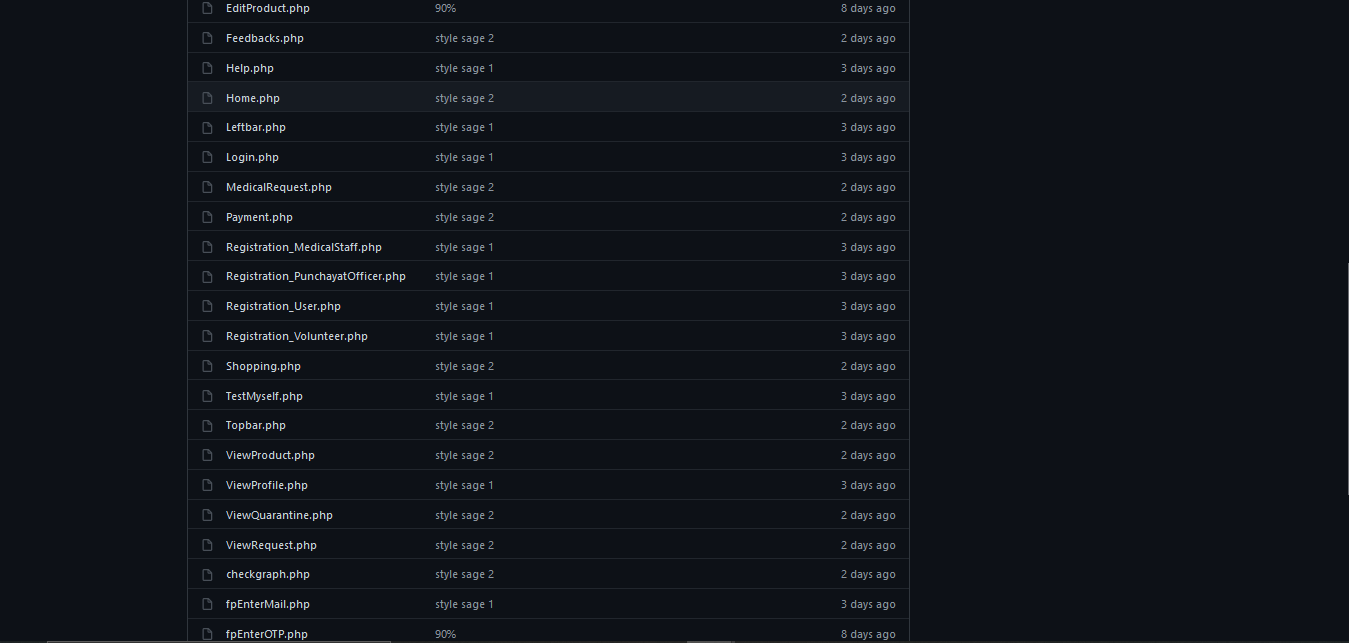 EditProduct.php 90% 8 days ago
Feedbacks.php style sage 2 2 days ago
Help.php style sage 1 3 days ago
Home.php style sage 2 2 days ago
Leftbar.php style sage 1 3 days ago
Login.php style sage 1 3 days ago
MedicalRequest.php style sage 2 2 days ago
Payment.php style sage 2 2 days ago
Registration_MedicalStaff.php style sage 1 3 days ago
Registration_PunchayatOfficer.php style sage 1 3 days ago
Registration_User.php style sage 1 3 days ago
Registration_Volunteer.php style sage 1 3 days ago
Shopping.php style sage 2 2 days ago
TestMyself.php style sage 1 3 days ago
Topbar.php style sage 2 2 days ago
ViewProduct.php style sage 2 2 days ago
ViewProfile.php style sage 1 3 days ago
ViewQuarantine.php style sage 2 2 days ago
ViewRequest.php style sage 2 2 days ago
checkgraph.php style sage 2 2 days ago
fpEnterMail.php style sage 1 3 days ago
fpEnterOTP.php 90% 8 days ago